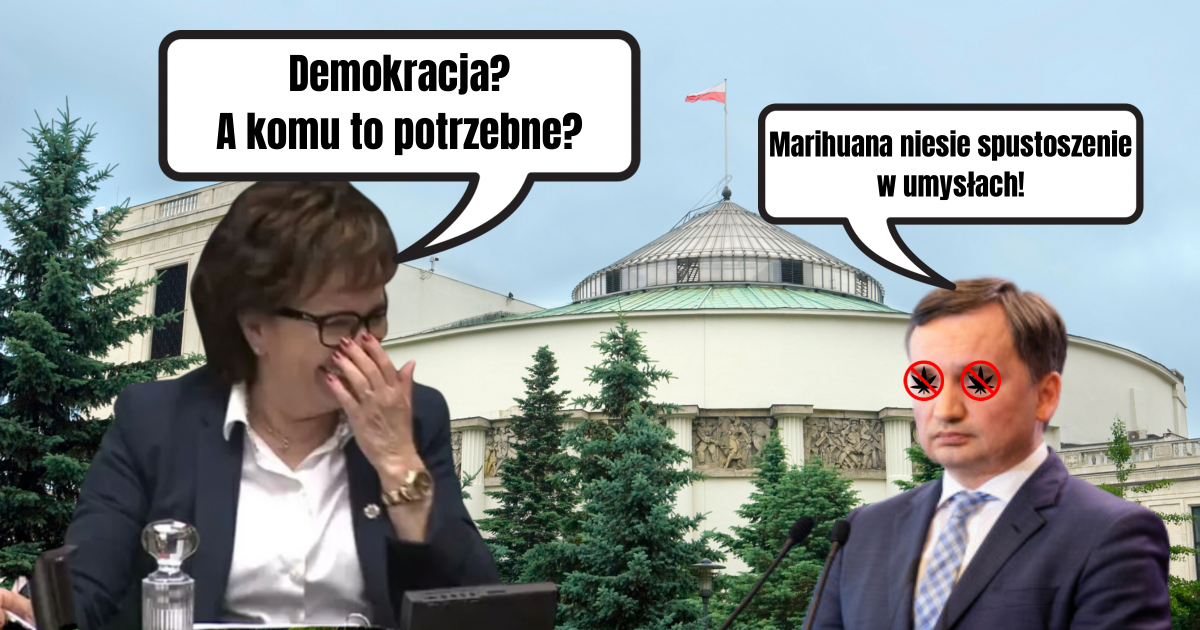 Demokracja?
A komu to potrzebne?
Marihuana niesie spustoszenie
w umysłach!